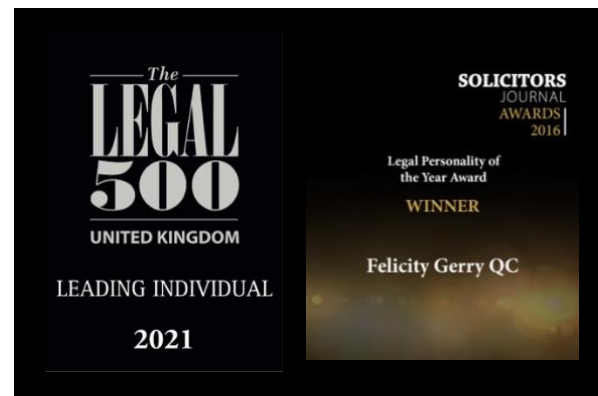 The
LEGAL
500
UNITED KINGDOM
LEADING INDIVIDUAL
2021
SOLICITORS
JOURNAL
AWARDS
2016
Legal Personality of
the Year Award
WINNER
Felicity Gerry QC